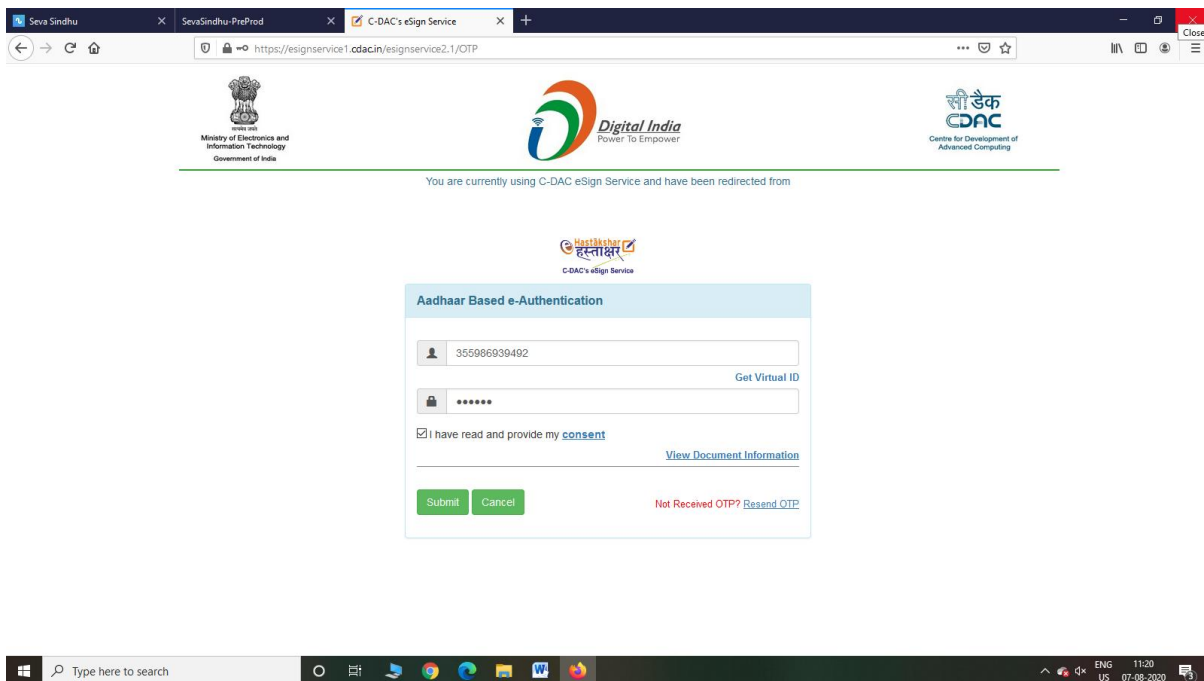 Seva Sindhu
SevaSindhu-PreProd
C-DAC's eSign Service
Close
https://esignservice1.cdac.in/esignservice2.1/OTP
सत्यमेव जयते
Ministry of Electronics and
Information Technology
Government of India
Digital India
Power To Empower
सी डैक
CDAC
Centre for Development of
Advanced Computing
You are currently using C-DAC eSign Service and have been redirected from
e Hastākshar
हस्ताक्षर
C-DAC's eSign Service
Aadhaar Based e-Authentication
355986939492
Get Virtual ID
I have read and provide my consent
View Document Information
Submit Cancel Not Received OTP? Resend OTP
Type here to search
ENG 11:20
US 07-08-2020